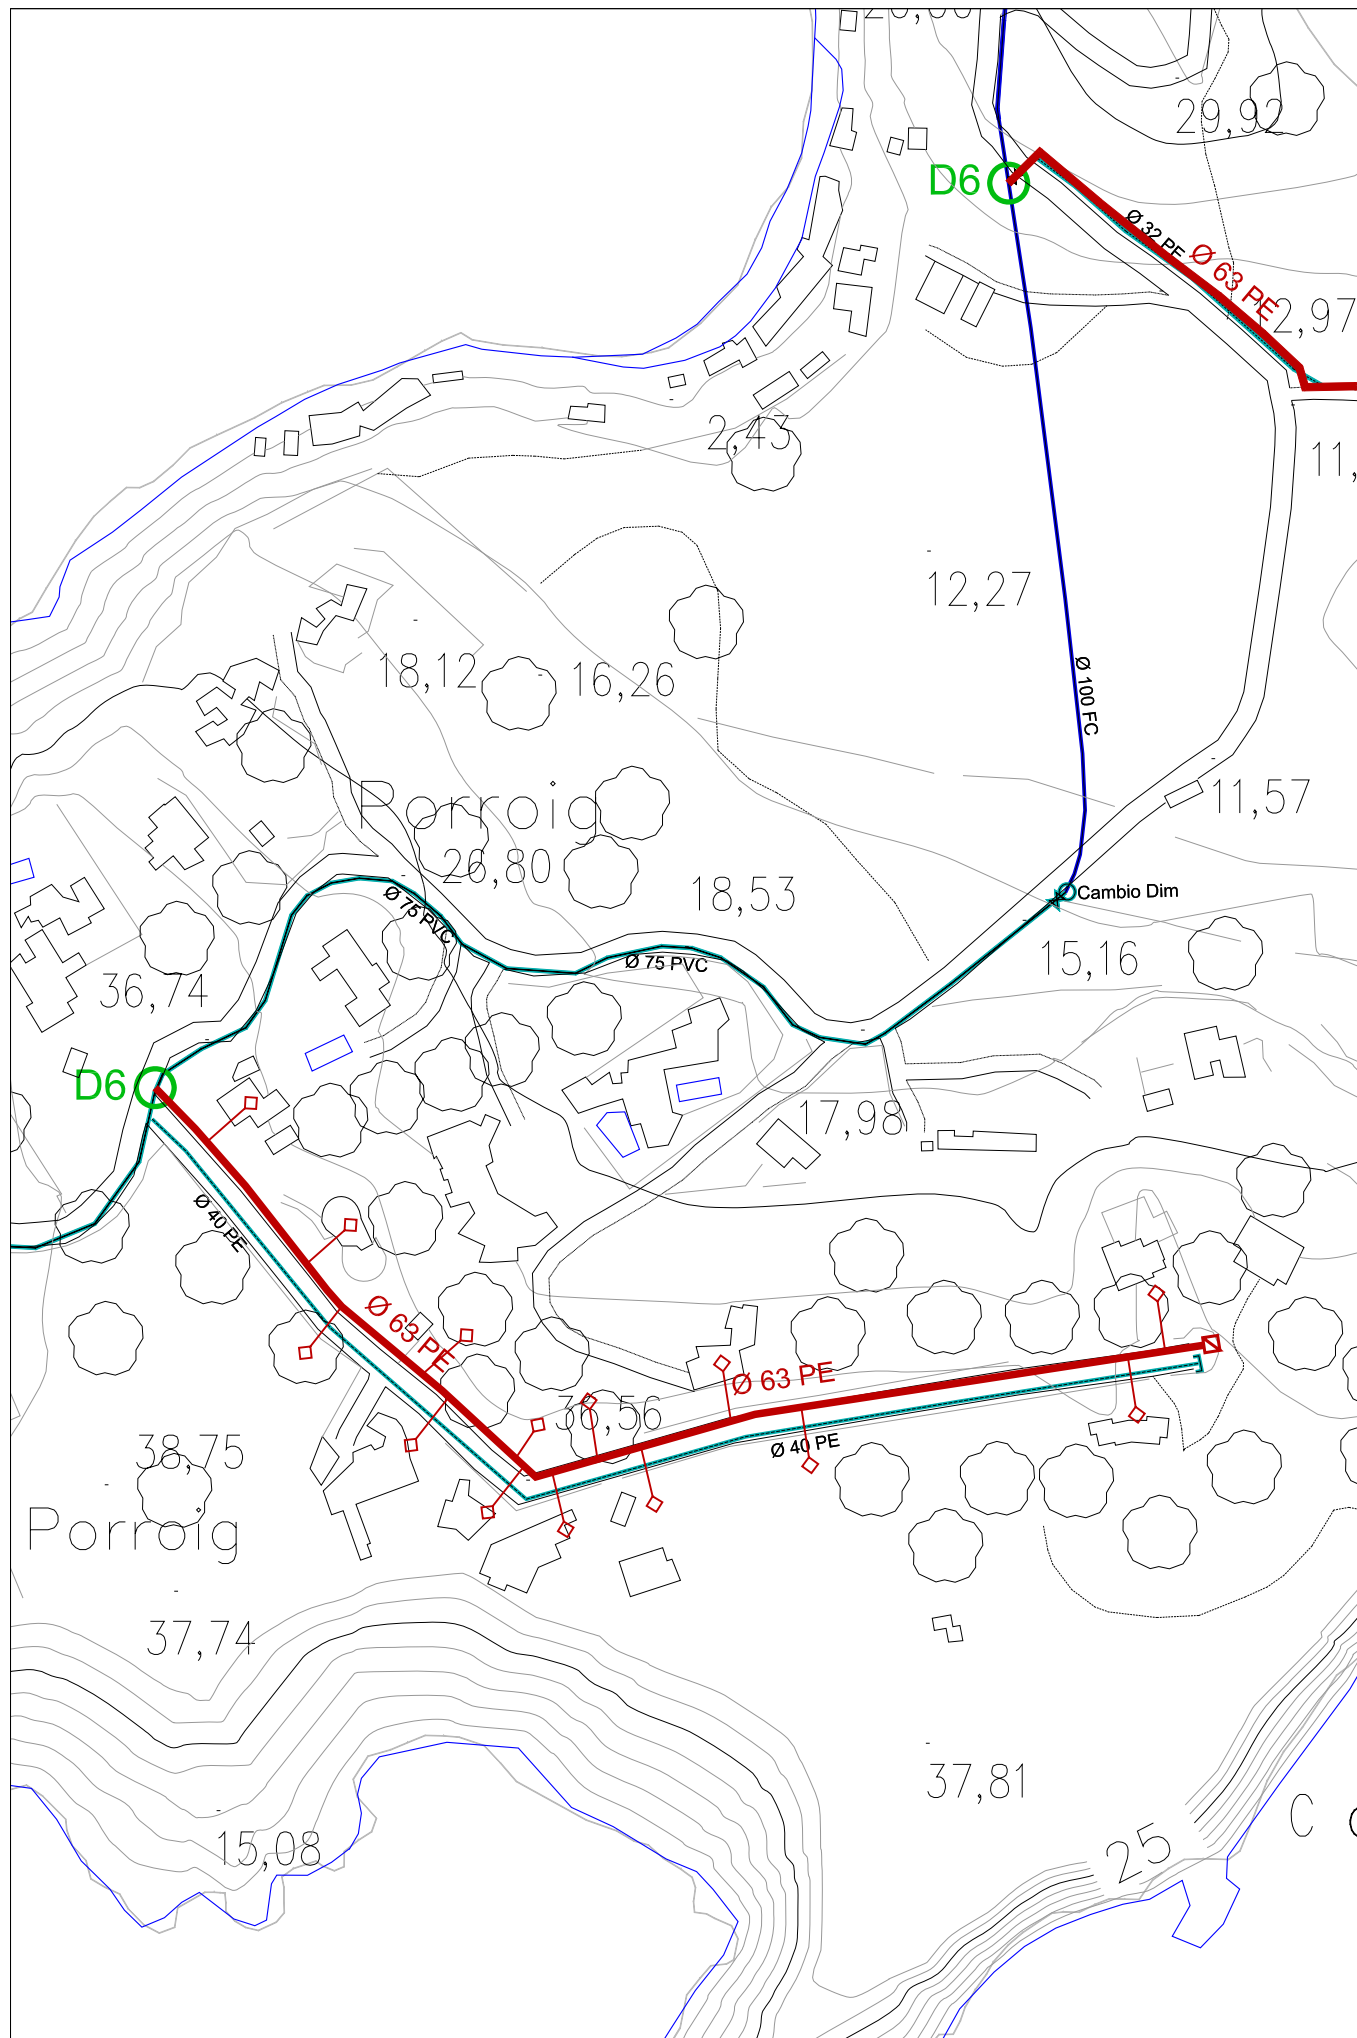 29,92
D6
Ø 32 PE
Ø 63 PE
2,43
12,27
18,12
16,26
Ø 100 FC
Porroig
11,57
26,80
18,53
Cambio Dim
Ø 75 PVC
Ø 75 PVC
15,16
36,74
D6
17,98
Ø 40 PE
Ø 63 PE
Ø 63 PE
36,56
38,75
Ø 40 PE
Porroig
37,74
37,81
15,08
25
C